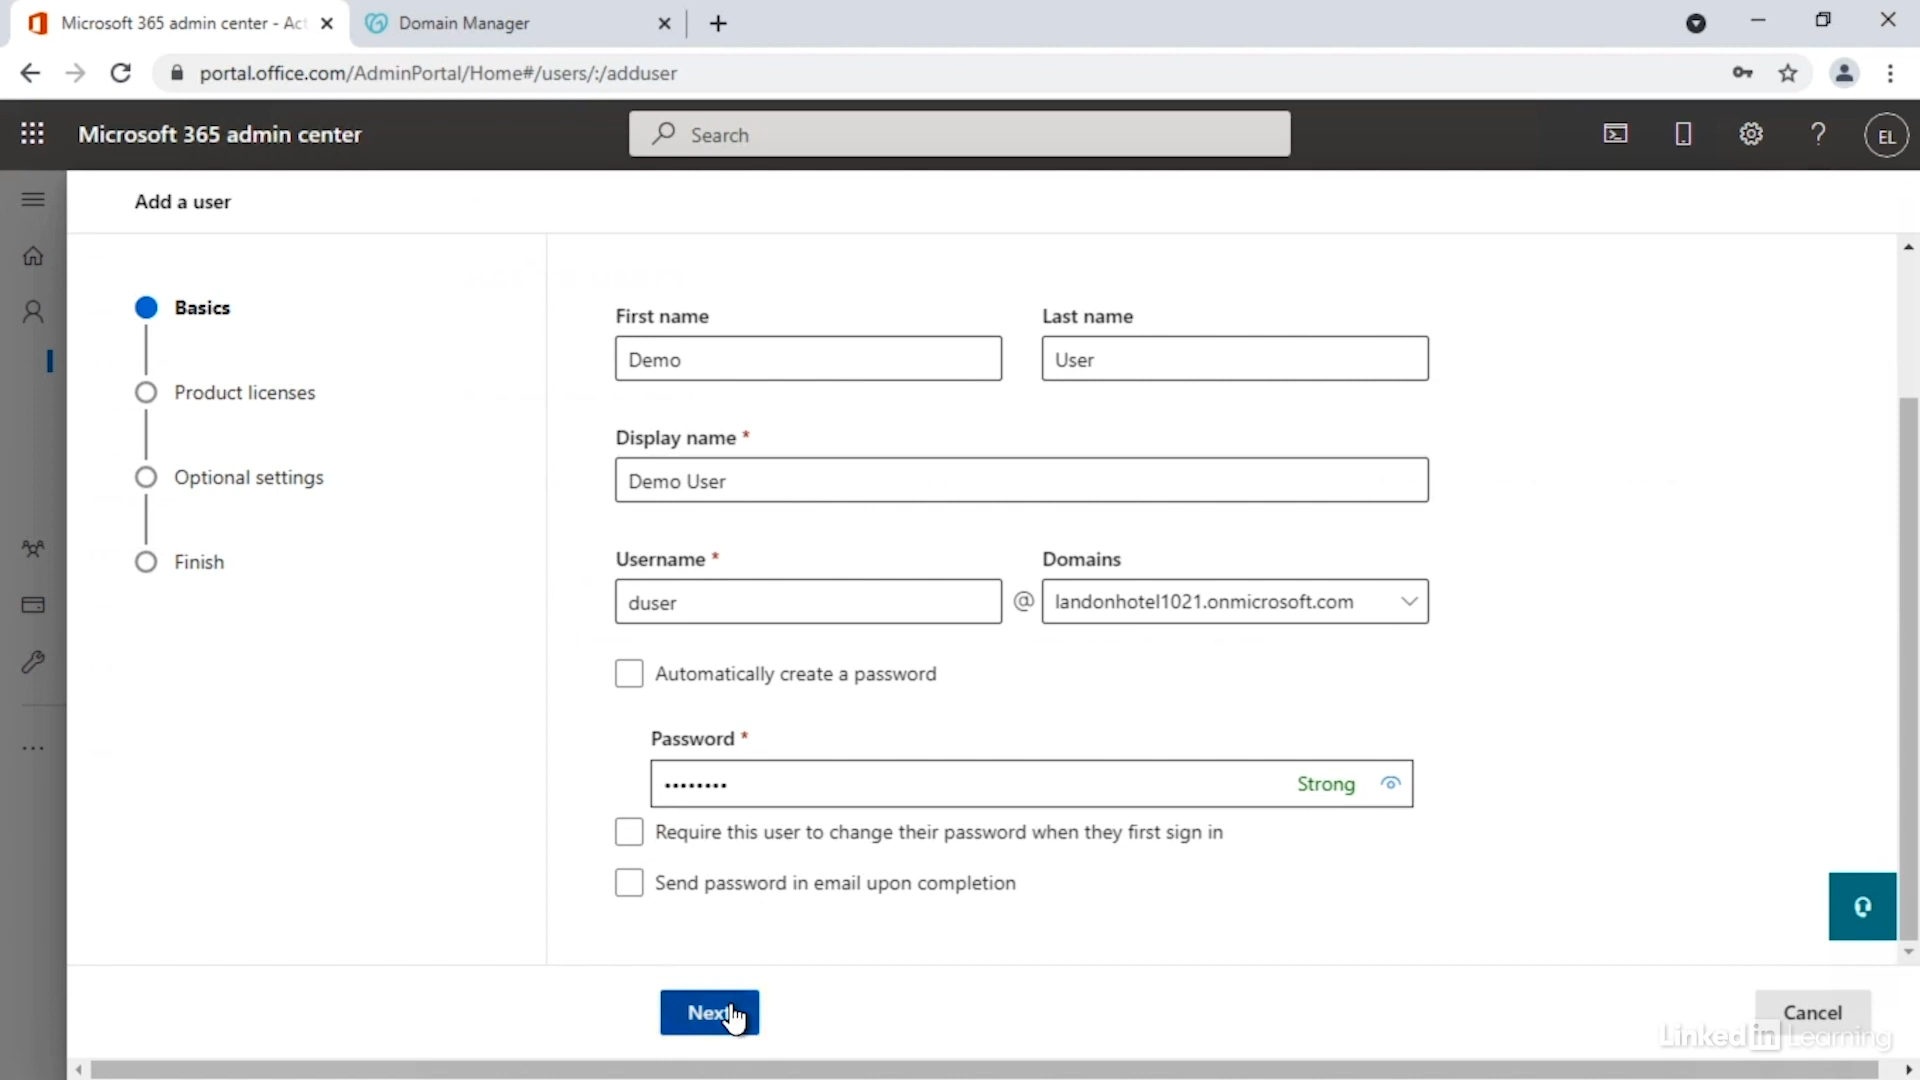 Microsoft 365 admin center - Act
Domain Manager
portal.office.com/AdminPortal/Home#/users/:/adduser
Microsoft 365 admin center
Search
EL
Add a user
Basics
Product licenses
Optional settings
Finish
First name
Last name
Demo
User
Display name *
Demo User
Username *
Domains
duser
@
landonhotel1021.onmicrosoft.com
Automatically create a password
Password *
••••••••
Strong
Require this user to change their password when they first sign in
Send password in email upon completion
Next
Cancel
Linked in Learning